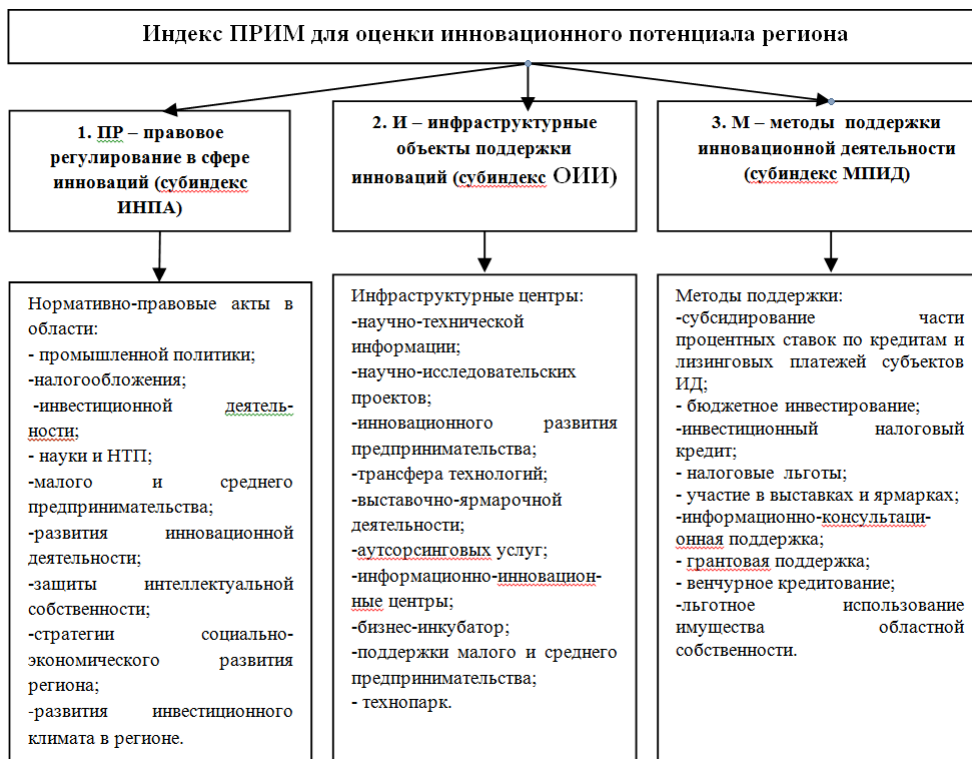 Индекс ПРИМ для оценки инновационного потенциала региона
1. ПР – правовое
регулирование в сфере
инноваций (субиндекс
ИНПА)
2. И – инфраструктурные
объекты поддержки
инноваций (субиндекс ОИИ)
3. М – методы поддержки
инновационной деятельности
(субиндекс МПИД)
Нормативно-правовые акты в
области:
- промышленной политики;
-налогообложения;
-инвестиционной деятель-
ности;
- науки и НТП;
-малого и среднего
предпринимательства;
-развития инновационной
деятельности;
-защиты интеллектуальной
собственности;
-стратегии социально-
экономического развития
региона;
-развития инвестиционного
климата в регионе.
Инфраструктурные центры:
-научно-технической
информации;
-научно-исследовательских
проектов;
-инновационного развития
предпринимательства;
-трансфера технологий;
-выставочно-ярмарочной
деятельности;
-аутсорсинговых услуг;
-информационно-инновацион-
ные центры;
-бизнес-инкубатор;
-поддержки малого и среднего
предпринимательства;
- технопарк.
Методы поддержки:
-субсидирование части
процентных ставок по кредитам и
лизинговых платежей субъектов
ИД;
- бюджетное инвестирование;
-инвестиционный налоговый
кредит;
- налоговые льготы;
- участие в выставках и ярмарках;
-информационно-консультаци-
онная поддержка;
- грантовая поддержка;
- венчурное кредитование;
-льготное использование
имущества областной
собственности.